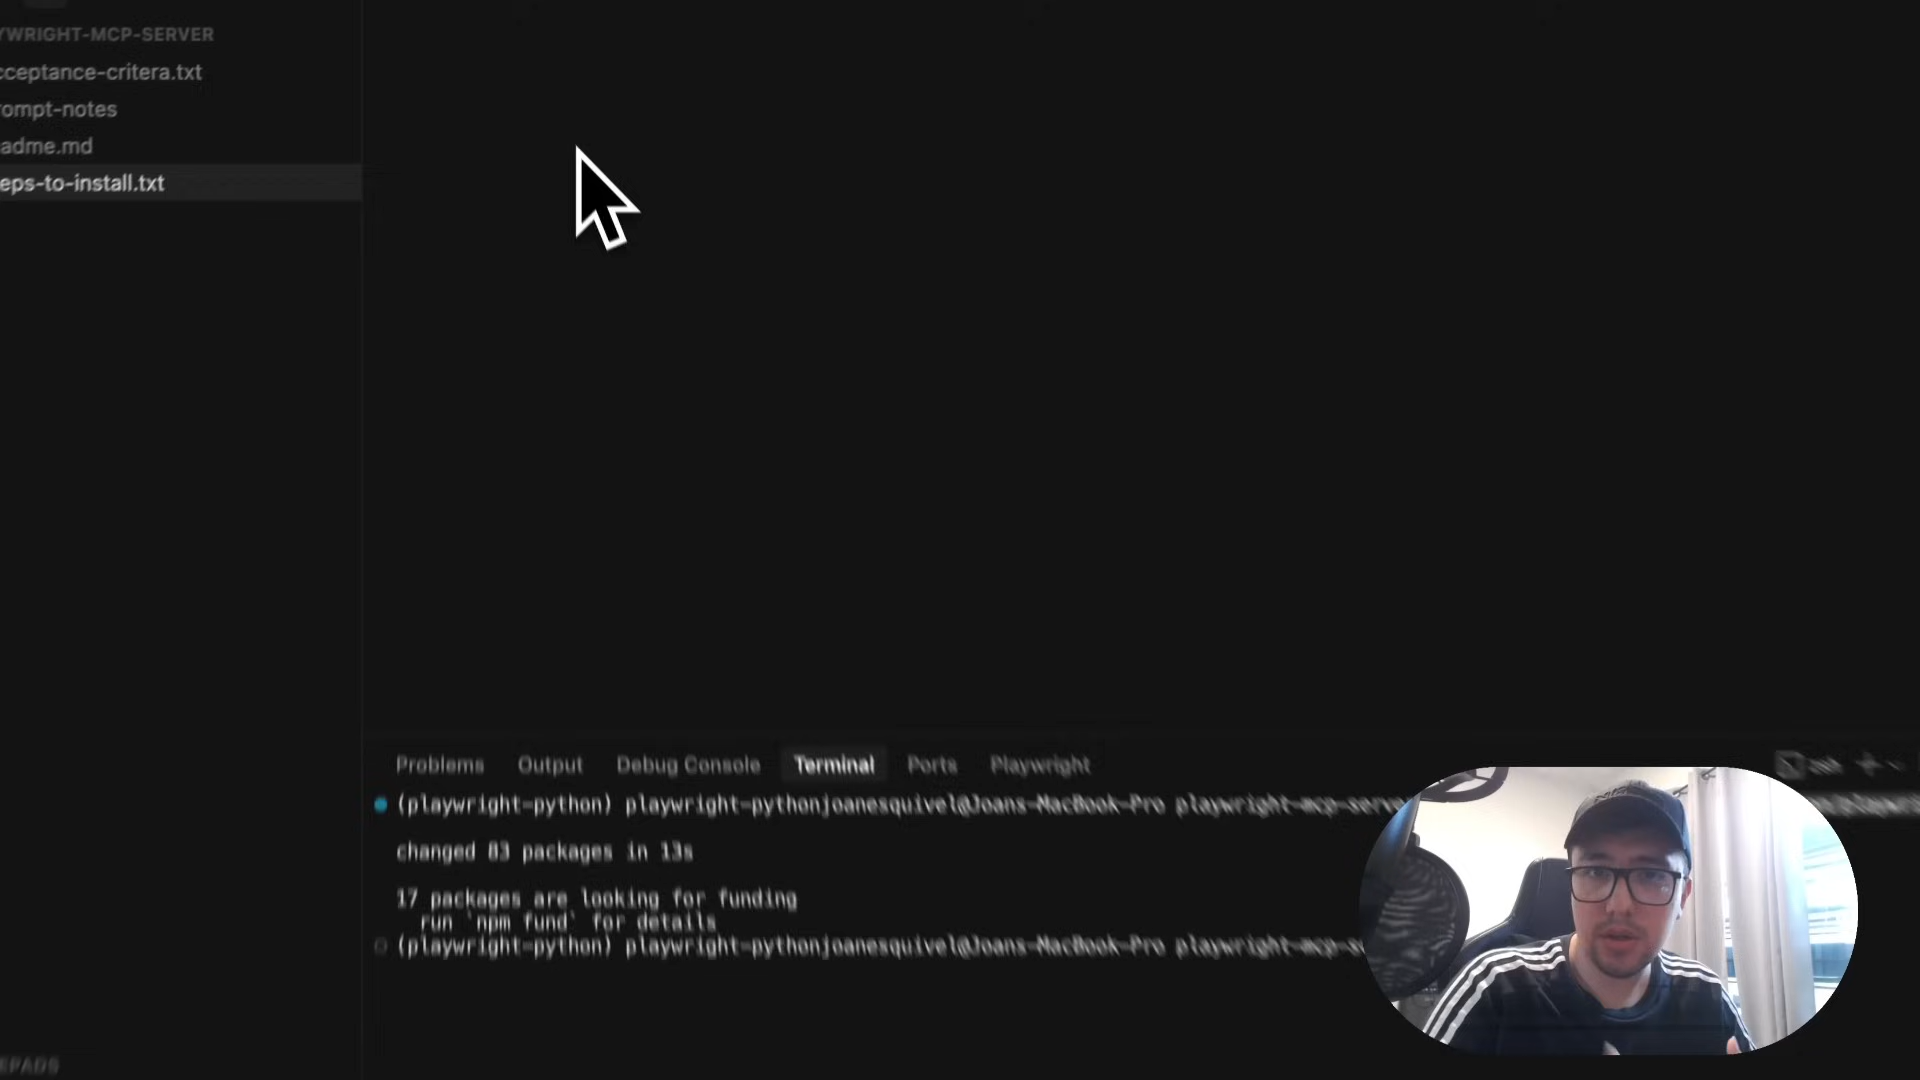 YWRIGHT-MCP-SERVER
cceptance-critera.txt
ompt-notes
adme.md
eps-to-install.txt
Problems Output Debug Console Terminal Ports Playwright
zsh
(playwright-python) playwright-pythonjoanesquivel@Joans-MacBook-Pro playwright-mcp-serve
changed 83 packages in 13s
17 packages are looking for funding
run `npm fund` for details
(playwright-python) playwright-pythonjoanesquivel@Joans-MacBook-Pro playwright-mcp-s
EPADS